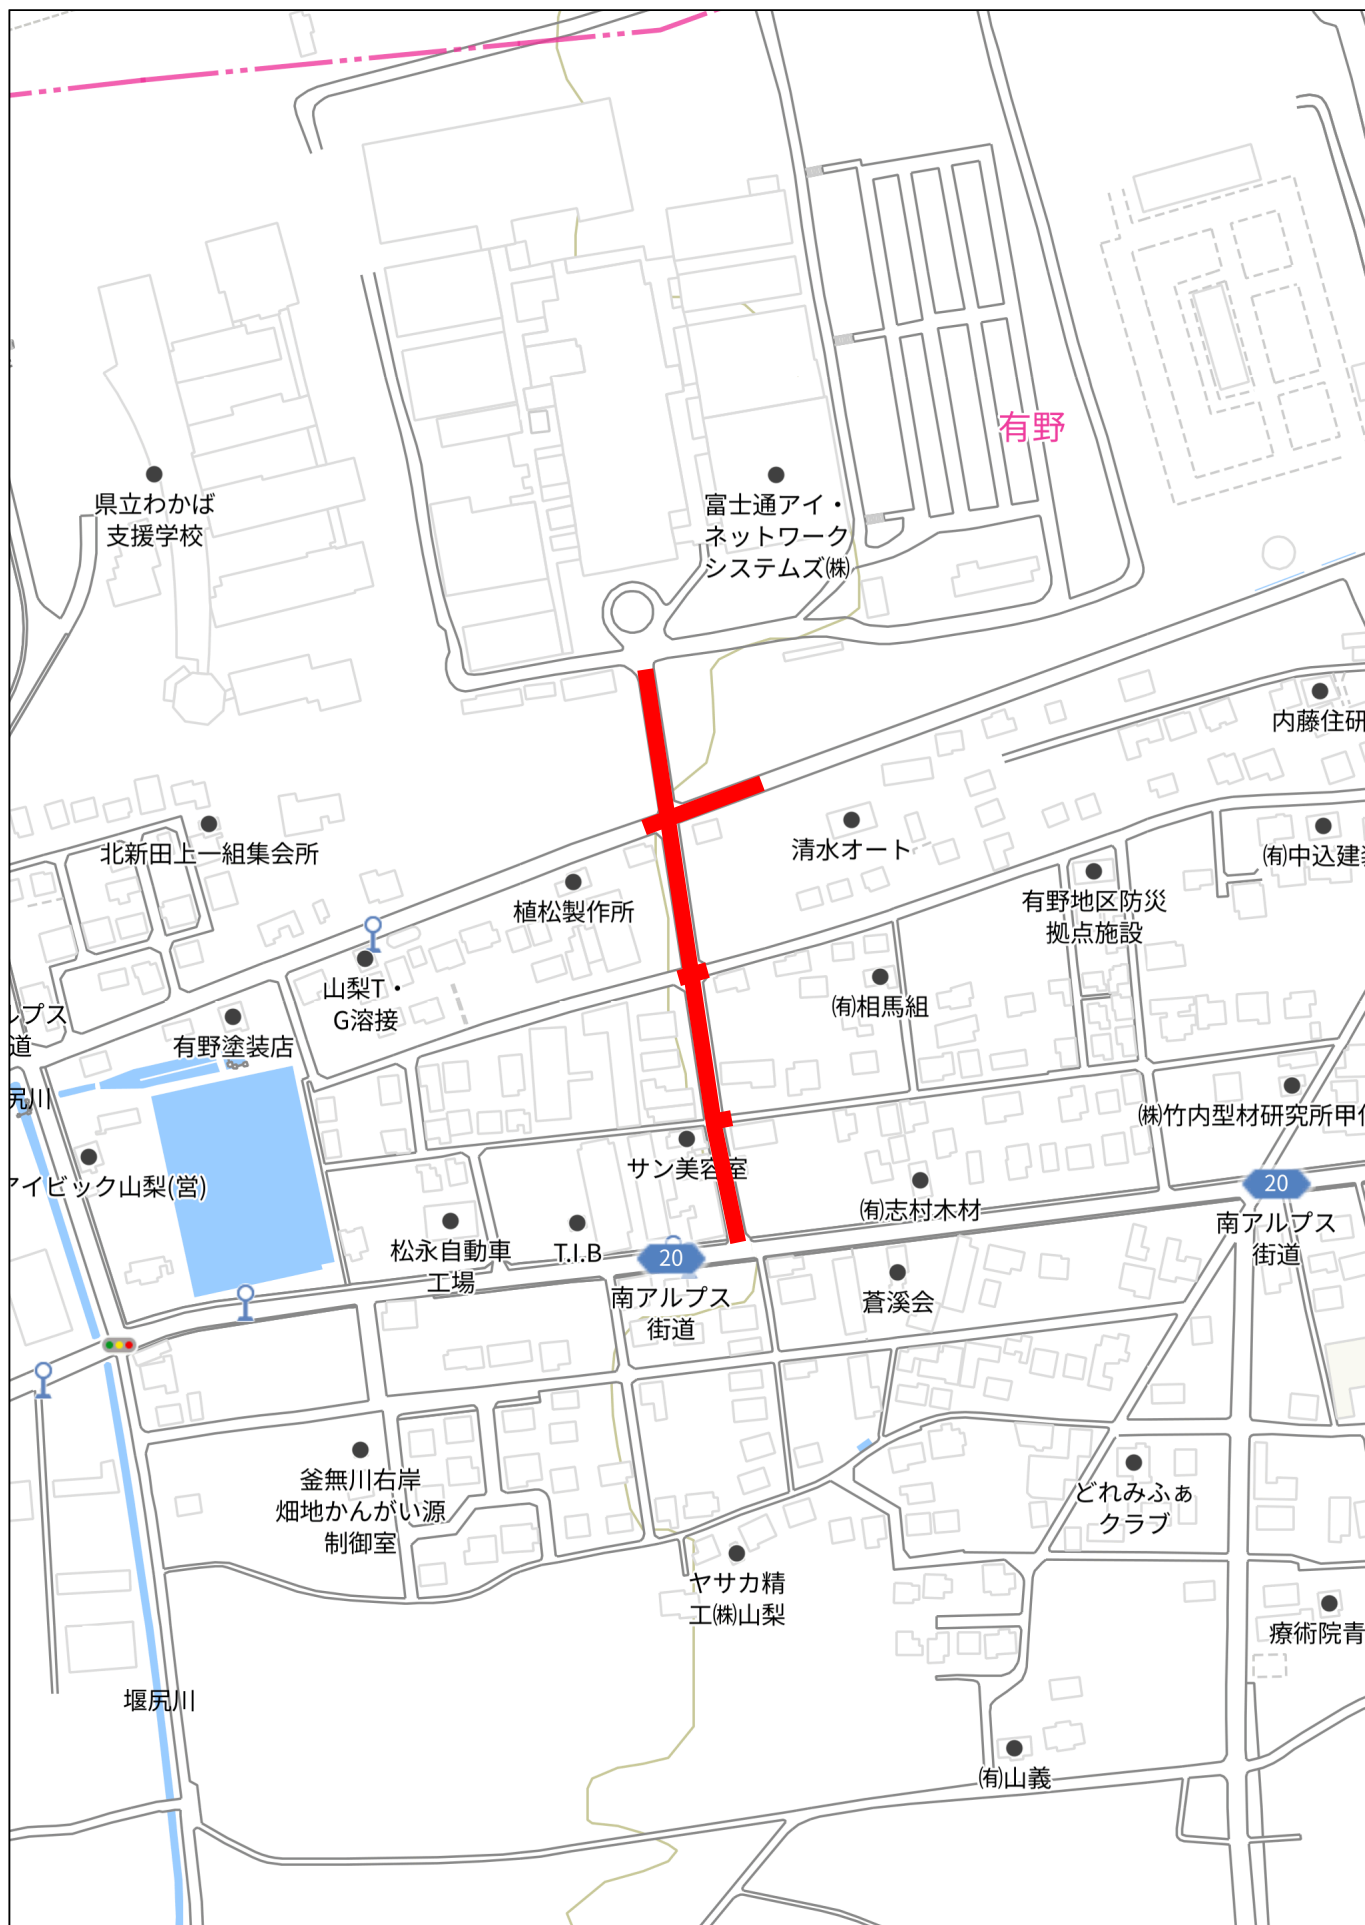 有野
県立わかば
支援学校
富士通アイ・
ネットワーク
システムズ㈱
内藤住研
北新田上一組集会所
清水オート
㈲中込建
植松製作所
有野地区防災
拠点施設
山梨T・
G溶接
㈲相馬組
ルプス
道
有野塗装店
尻川
㈱竹内型材研究所甲
サン美容室
アイビック山梨(営)
㈲志村木材
20
松永自動車
工場
T.I.B
20
南アルプス
街道
南アルプス
街道
蒼溪会
釜無川右岸
畑地かんがい源
制御室
どれみふぁ
クラブ
ヤサカ精
工㈱山梨
療術院青
堰尻川
㈲山義